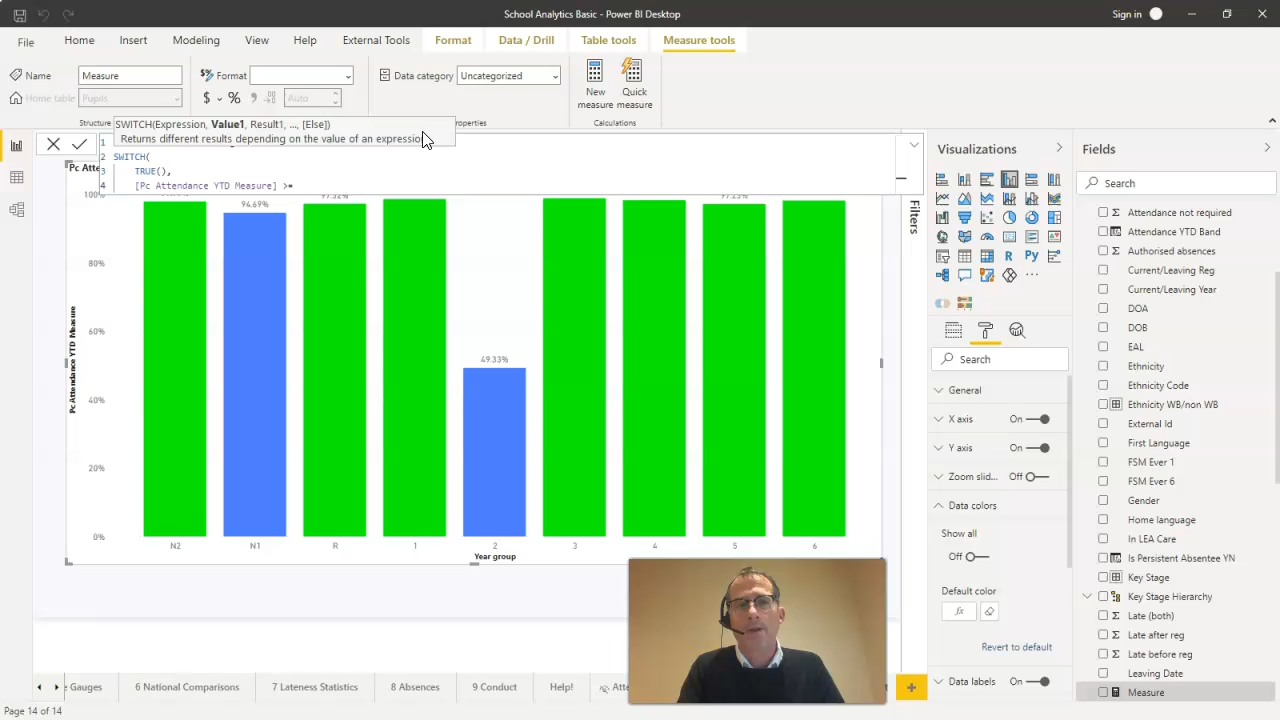 School Analytics Basic - Power BI Desktop
Sign in
File Home Insert Modeling View Help External Tools Format Data / Drill Table tools Measure tools
Name Measure
Home table Pupils
Structure
Format
$ % Auto
Data category Uncategorized
New measure
Quick measure
Calculations
SWITCH(Expression, Value1, Result1, ..., [Else])
Returns different results depending on the value of an expression
1
2 SWITCH(
3 TRUE(),
4 [Pc Attendance YTD Measure] >=
Pc Atten
100%
80%
60%
40%
20%
0%
Pc Attendance YTD Measure
94.69%
97.52%
49.33%
97.23%
N2 N1 R 1 2 3 4 5 6
Year group
Filters
Visualizations
R Py
Search
General
X axis On
Y axis On
Zoom slid... Off
Data colors
Show all
Off
Default color
fx
Revert to default
Data labels On
Fields
Search
Attendance not required
Attendance YTD Band
Authorised absences
Current/Leaving Reg
Current/Leaving Year
DOA
DOB
EAL
Ethnicity
Ethnicity Code
Ethnicity WB/non WB
External Id
First Language
FSM Ever 1
FSM Ever 6
Gender
Home language
In LEA Care
Is Persistent Absentee YN
Key Stage
Key Stage Hierarchy
Late (both)
Late after reg
Late before reg
Leaving Date
Measure
Gauges 6 National Comparisons 7 Lateness Statistics 8 Absences 9 Conduct Help!
Page 14 of 14